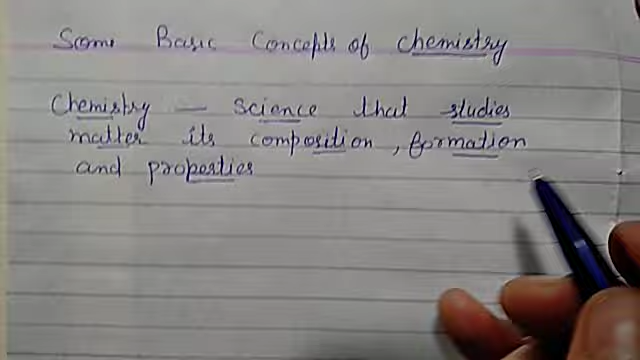 Some Basic Concepts of Chemistry
Chemistry — Science that studies
matter its composition, formation
and properties